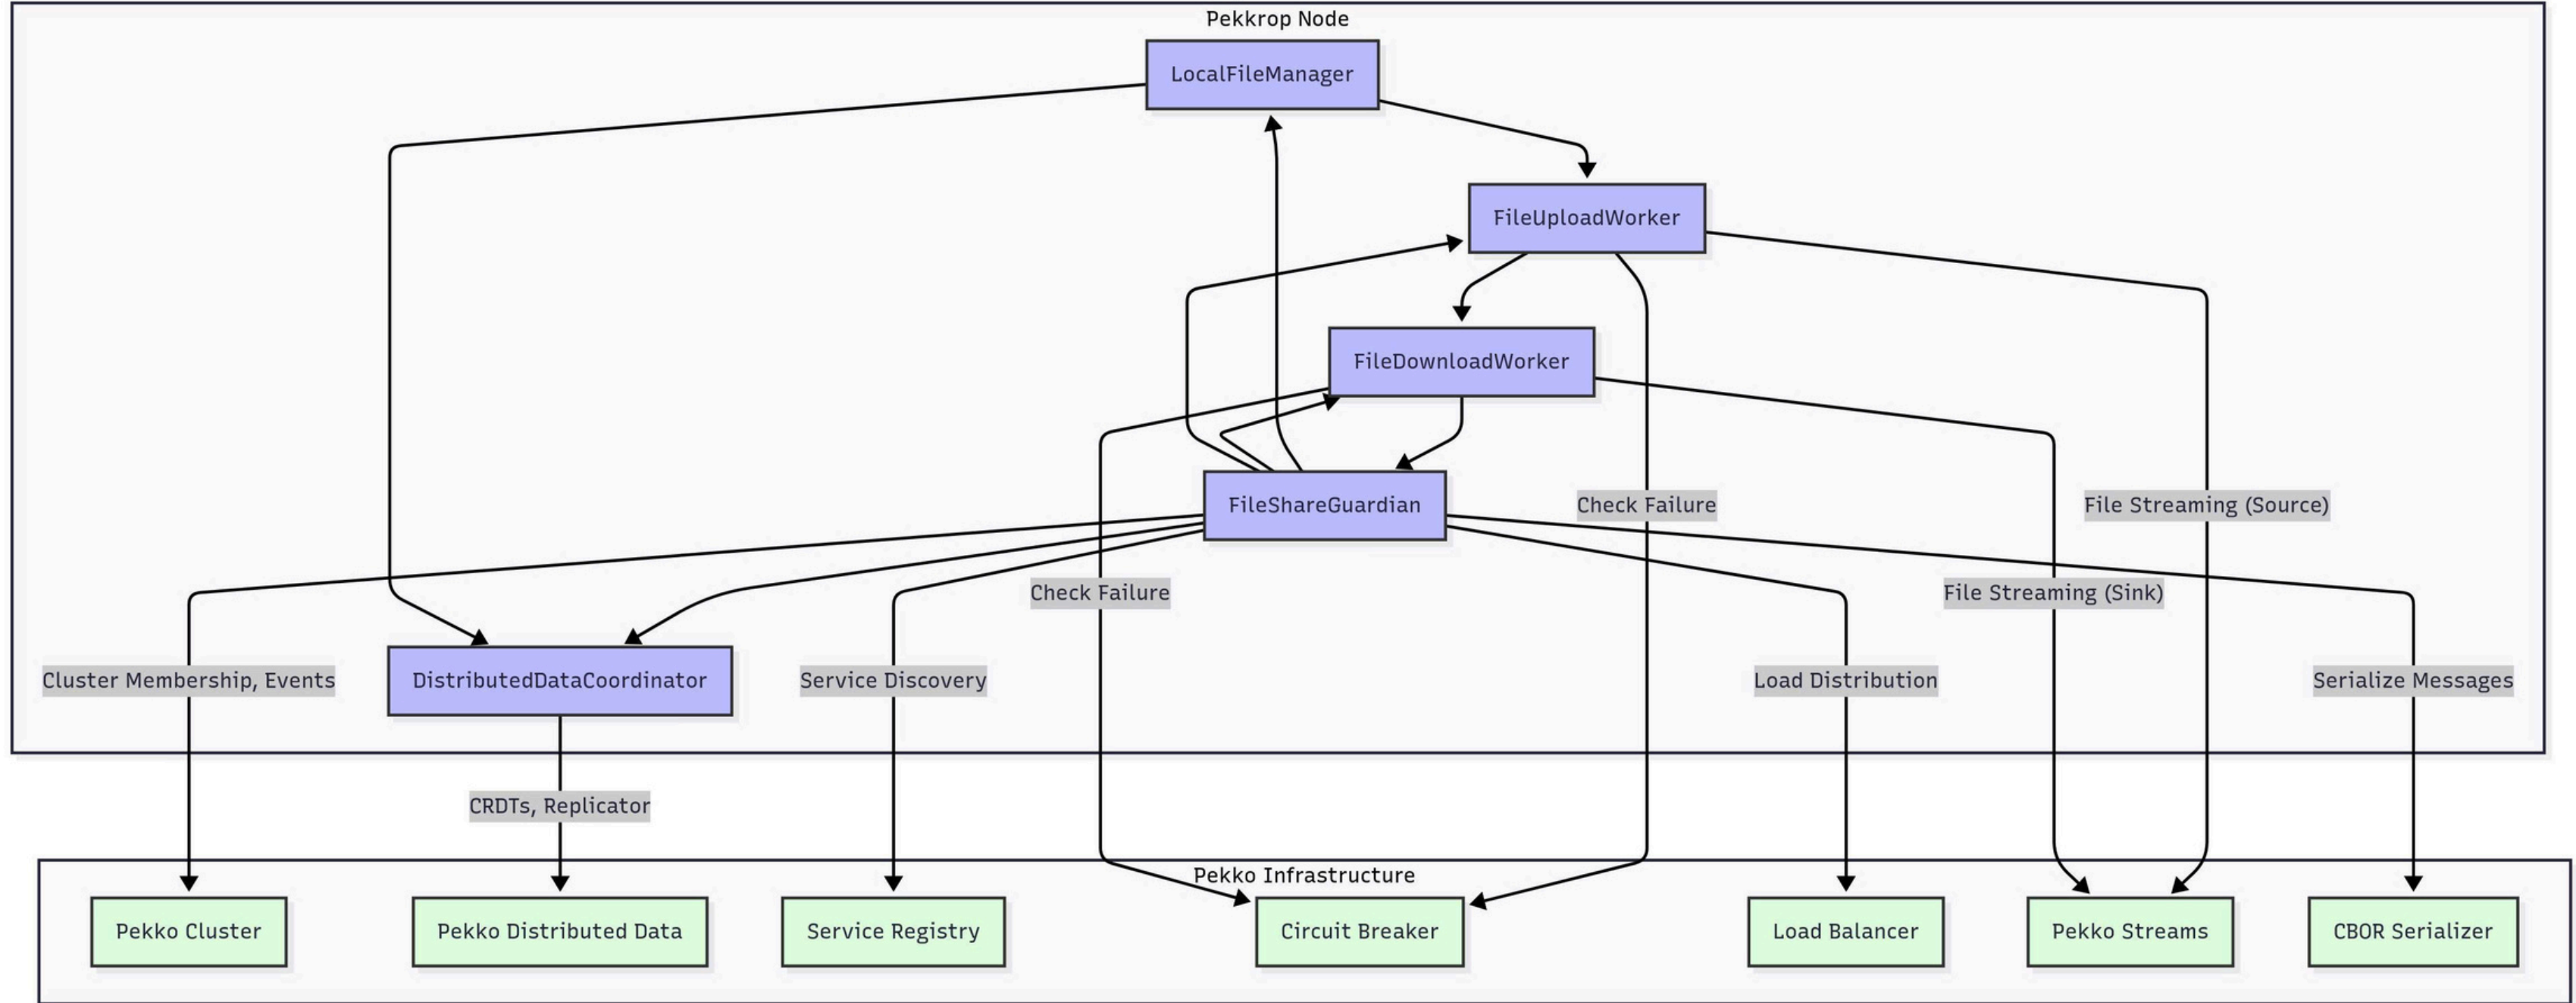 Pekkrop Node
LocalFileManager
FileUploadWorker
FileDownloadWorker
FileShareGuardian
Check Failure
File Streaming (Source)
Check Failure
File Streaming (Sink)
Cluster Membership, Events
DistributedDataCoordinator
Service Discovery
Load Distribution
Serialize Messages
CRDTs, Replicator
Pekko Infrastructure
Pekko Cluster
Pekko Distributed Data
Service Registry
Circuit Breaker
Load Balancer
Pekko Streams
CBOR Serializer